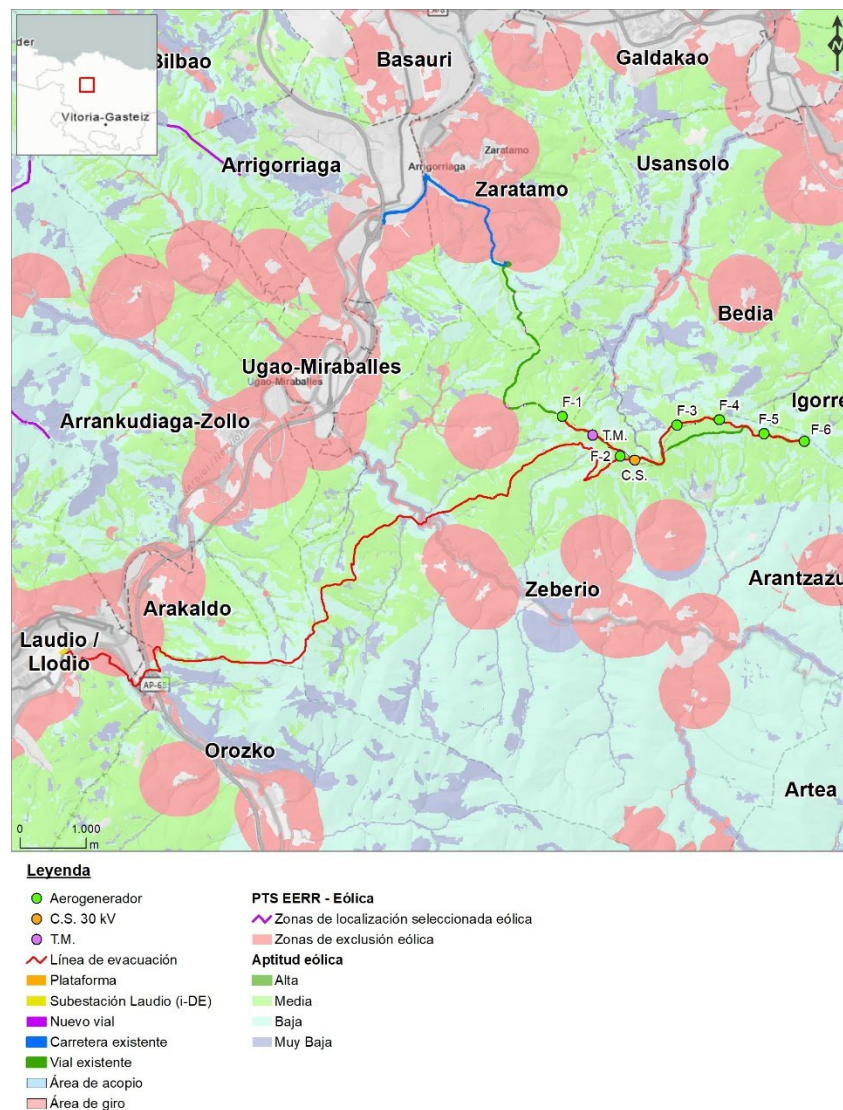 der
Bilbao
Vitoria-Gasteiz
Basauri
Galdakao
N
Arrigorriaga
Arrigorriaga
Zaratamo
Zaratamo
Usansolo
Bedia
Ugao-Miraballes
Ugao-Miraballes
Arrankudiaga-Zollo
Igorre
F-1
T.M.
F-2
C.S.
F-3
F-4
F-5
F-6
Zeberio
Arantzazu
Arakaldo
Laudio /
Llodio
AP-68
Orozko
Artea
0 1.000
m
Leyenda
Aerogenerador
C.S. 30 kV
T.M.
Línea de evacuación
Plataforma
Subestación Laudio (i-DE)
Nuevo vial
Carretera existente
Vial existente
Área de acopio
Área de giro
PTS EERR - Eólica
Zonas de localización seleccionada eólica
Zonas de exclusión eólica
Aptitud eólica
Alta
Media
Baja
Muy Baja